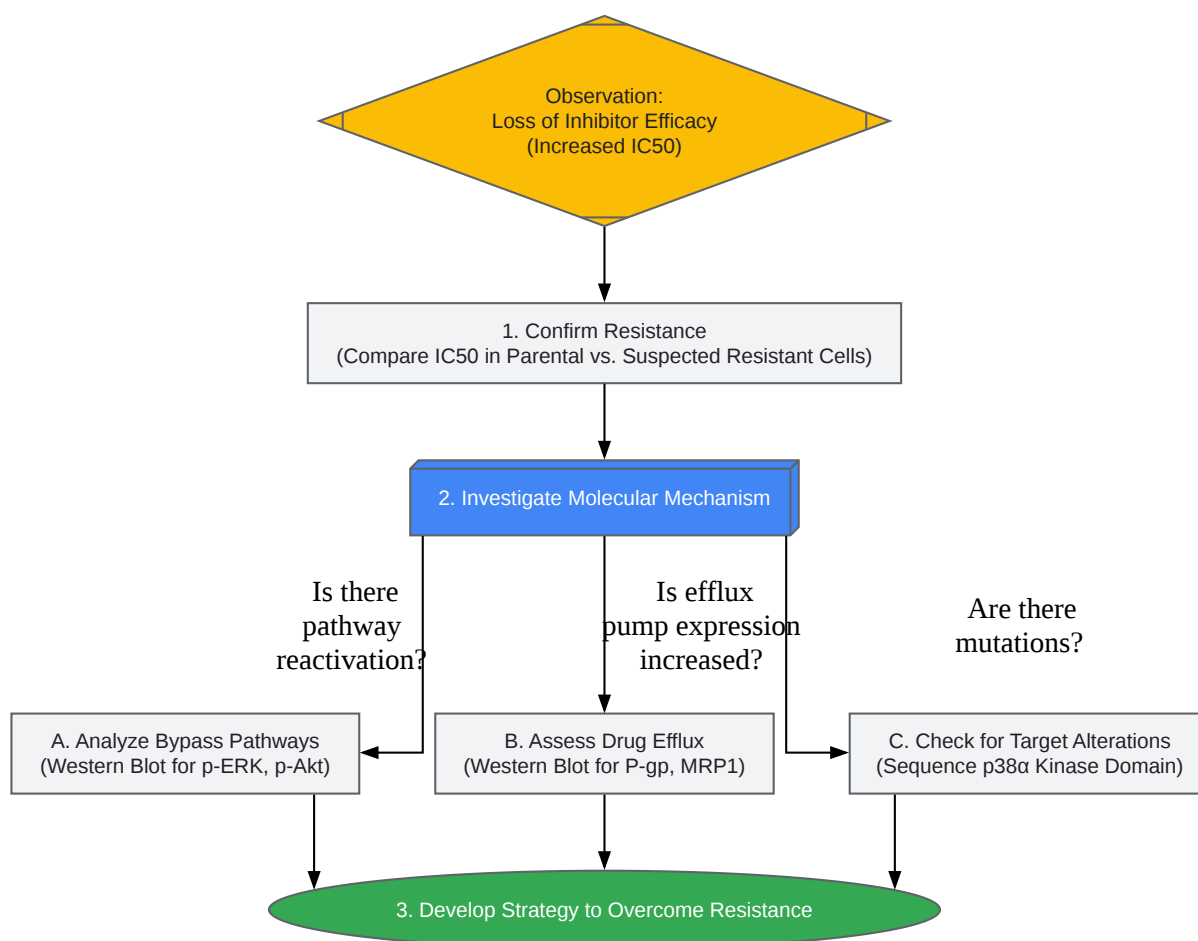 Observation:
Loss of Inhibitor Efficacy
(Increased IC50)
1. Confirm Resistance
(Compare IC50 in Parental vs. Suspected Resistant Cells)
2. Investigate Molecular Mechanism
Is there
pathway
reactivation?
Is efflux
pump expression
increased?
Are there
mutations?
A. Analyze Bypass Pathways
(Western Blot for p-ERK, p-Akt)
B. Assess Drug Efflux
(Western Blot for P-gp, MRP1)
C. Check for Target Alterations
(Sequence p38α Kinase Domain)
3. Develop Strategy to Overcome Resistance